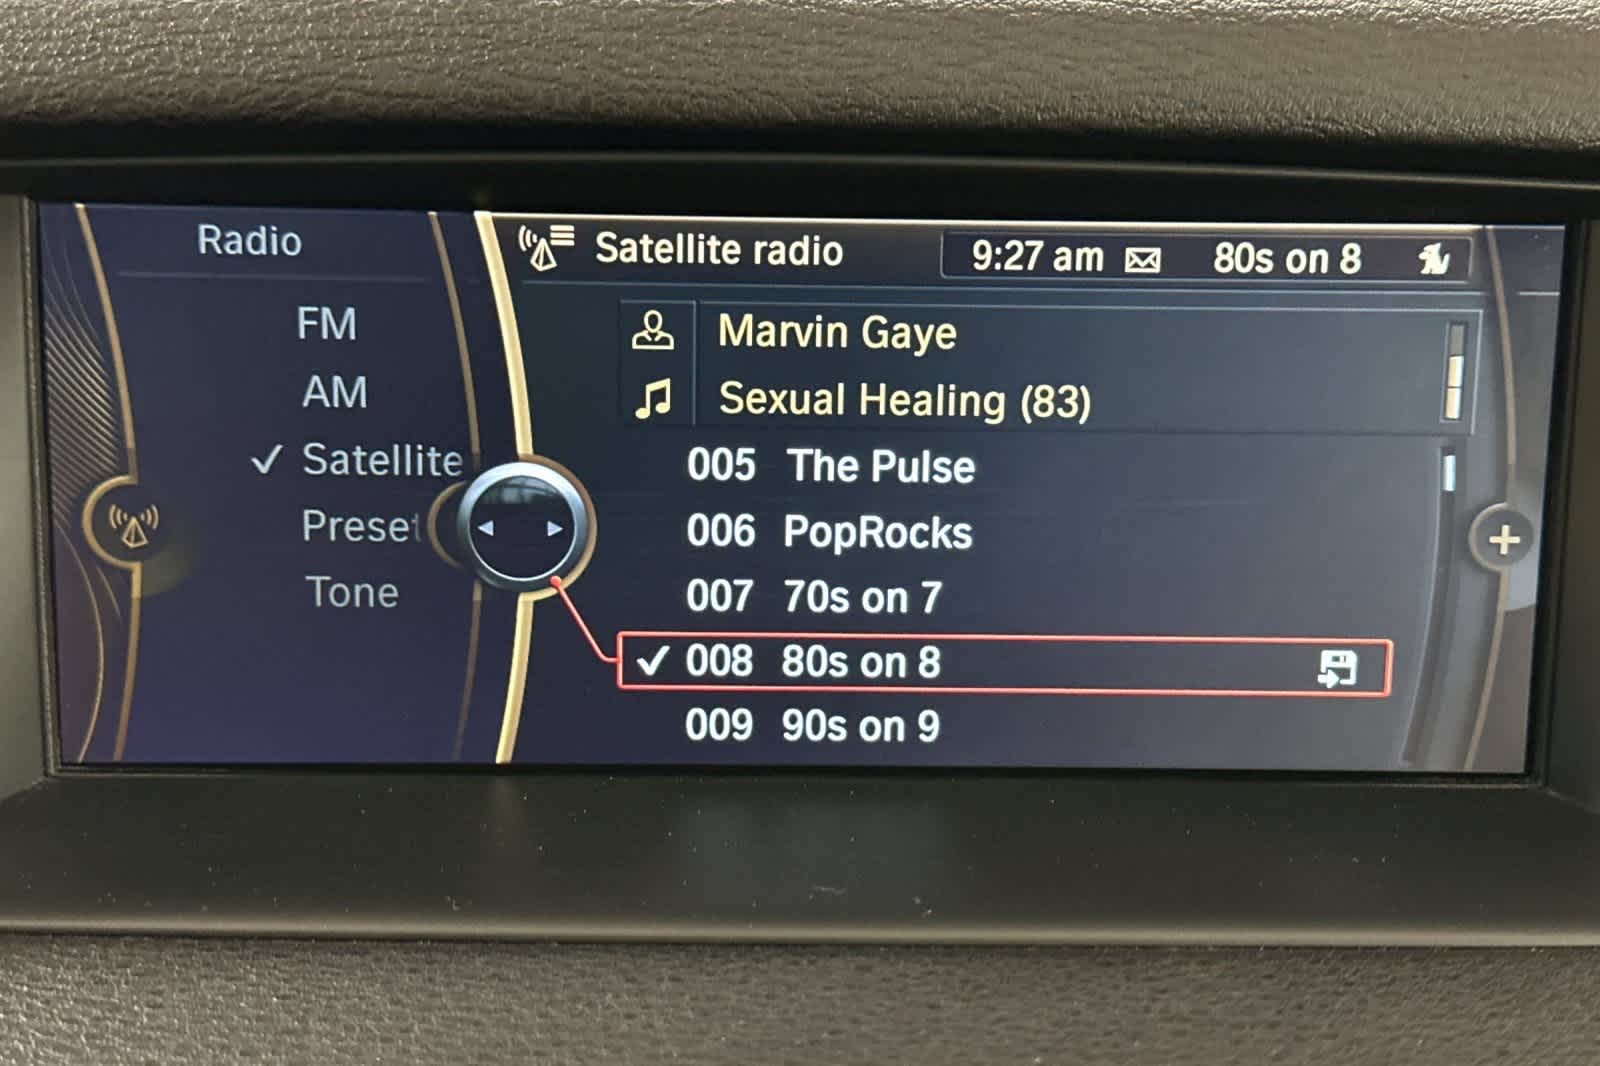 Radio
FM
AM
Satellite
Preset
Tone
Satellite radio
9:27 am 80s on 8
Marvin Gaye
Sexual Healing (83)
005 The Pulse
006 PopRocks
007 70s on 7
008 80s on 8
009 90s on 9